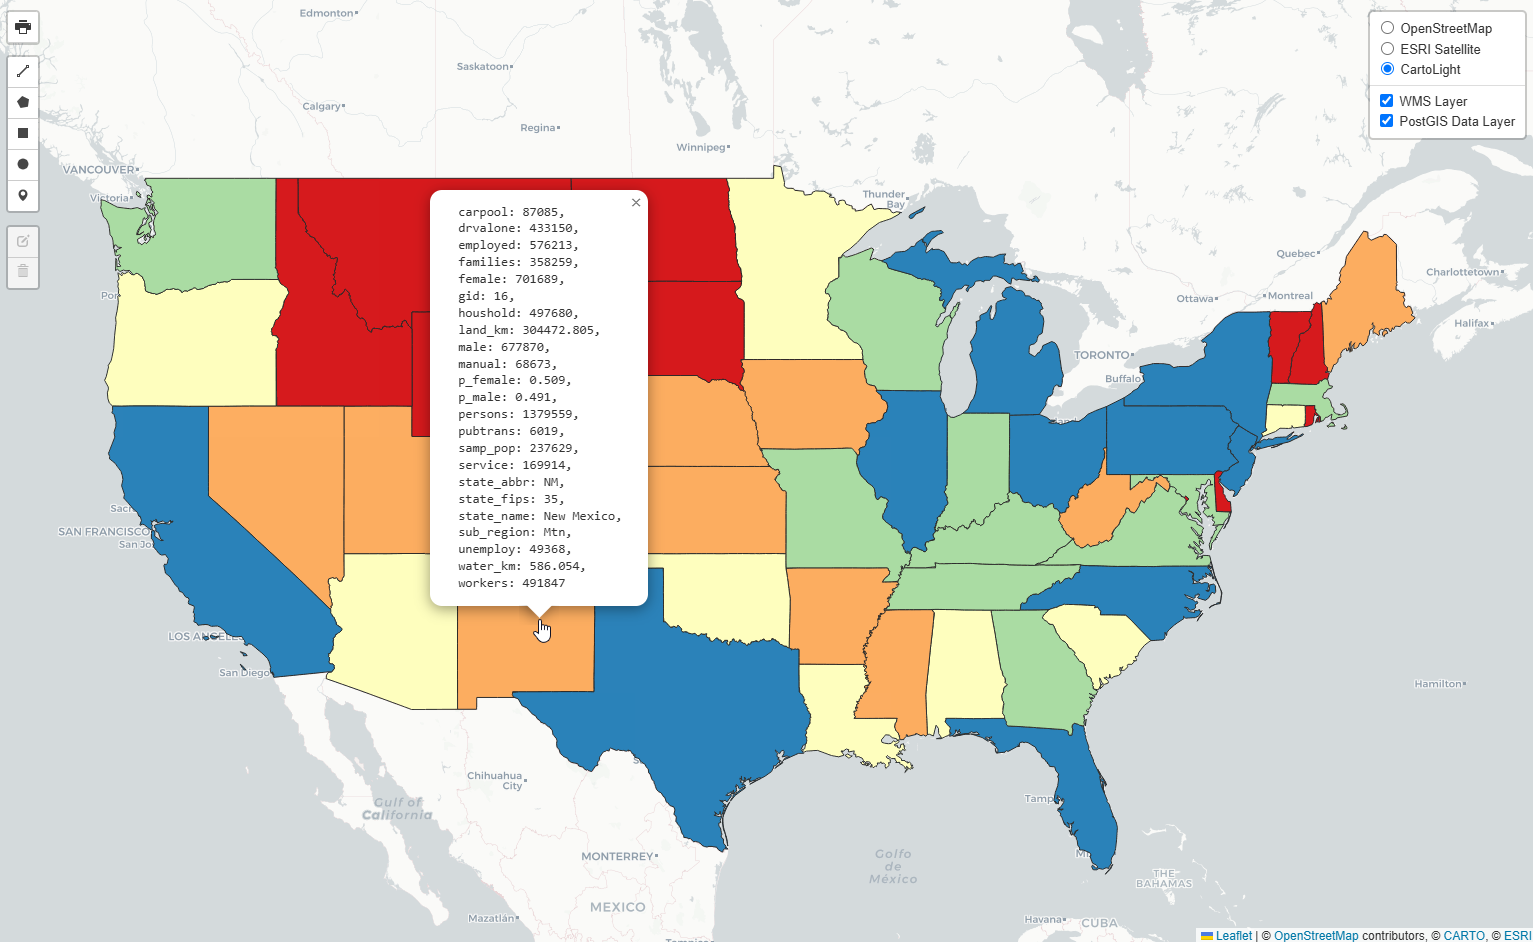 Edmonton
Saskatoon
Calgary
Regina
Winnipeg
VANCOUVER
Victoria
Thunder
Bay
Quebec
Charlottetown
Ottawa
Montreal
Halifax
TORONTO
Buffalo
SAN FRANCISCO
San Jo
LOS ANGELES
San Diego
Hamilton
Chihuahua
City
Gulf of
California
Tamp
MONTERREY
Golfo
de
México
THE
BAHAMAS
MEXICO
Mazatlán
Havana
CUBA
×
carpool: 87085,
drvalone: 433150,
employed: 576213,
families: 358259,
female: 701689,
gid: 16,
houshold: 497680,
land_km: 304472.805,
male: 677870,
manual: 68673,
p_female: 0.509,
p_male: 0.491,
persons: 1379559,
pubtrans: 6019,
samp_pop: 237629,
service: 169914,
state_abbr: NM,
state_fips: 35,
state_name: New Mexico,
sub_region: Mtn,
unemploy: 49368,
water_km: 586.054,
workers: 491847
OpenStreetMap
ESRI Satellite
CartoLight
WMS Layer
PostGIS Data Layer
Leaflet | © OpenStreetMap contributors, © CARTO, © ESRI